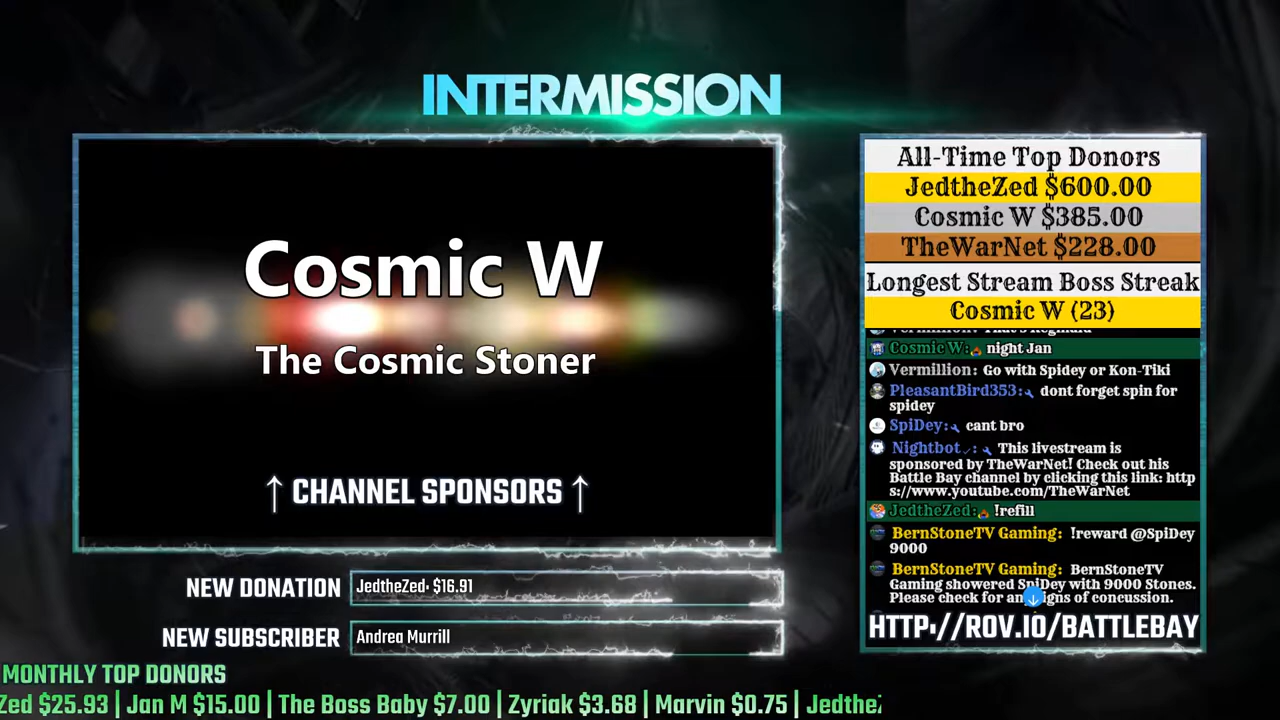 INTERMISSION
Cosmic W
The Cosmic Stoner
↑ CHANNEL SPONSORS ↑
NEW DONATION
JedtheZed: $16.91
NEW SUBSCRIBER
Andrea Murrill
MONTHLY TOP DONORS
Zed $25.93 | Jan M $15.00 | The Boss Baby $7.00 | Zyriak $3.68 | Marvin $0.75 | JedtheZ
All-Time Top Donors
JedtheZed $600.00
Cosmic W $385.00
TheWarNet $228.00
Longest Stream Boss Streak
Cosmic W (23)
Vermillion: That's Reginald
Cosmic W: night Jan
Vermillion: Go with Spidey or Kon-Tiki
PleasantBird353: dont forget spin for
spidey
SpiDey: cant bro
Nightbot: This livestream is
sponsored by TheWarNet! Check out his
Battle Bay channel by clicking this link: http
s://www.youtube.com/TheWarNet
JedtheZed: !refill
BernStoneTV Gaming: !reward @SpiDey
9000
BernStoneTV Gaming: BernStoneTV
Gaming showered SpiDey with 9000 Stones.
Please check for any signs of concussion.
HTTP://ROV.IO/BATTLEBAY